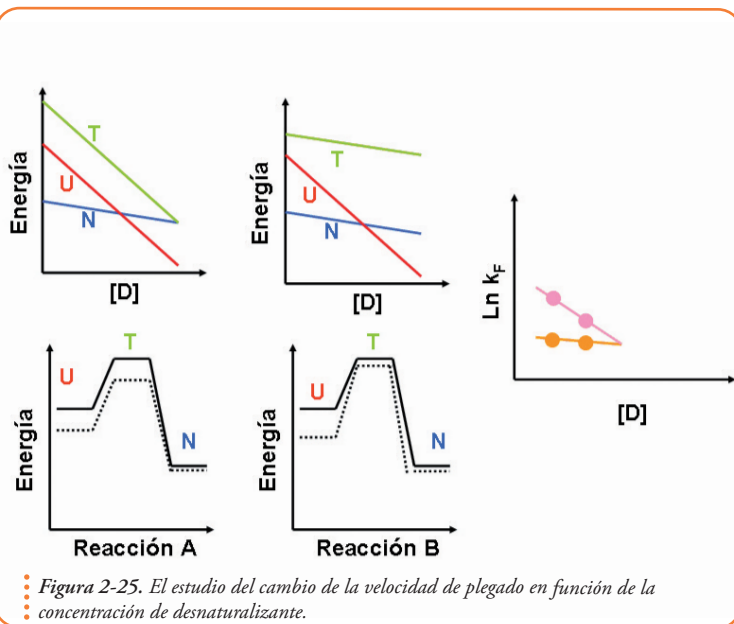 Energía
T
U
N
[D]
Energía
T
U
N
[D]
Ln k_F
[D]
Energía
U
T
N
Reacción A
Energía
U
T
N
Reacción B
Figura 2-25. El estudio del cambio de la velocidad de plegado en función de la
concentración de desnaturalizante.